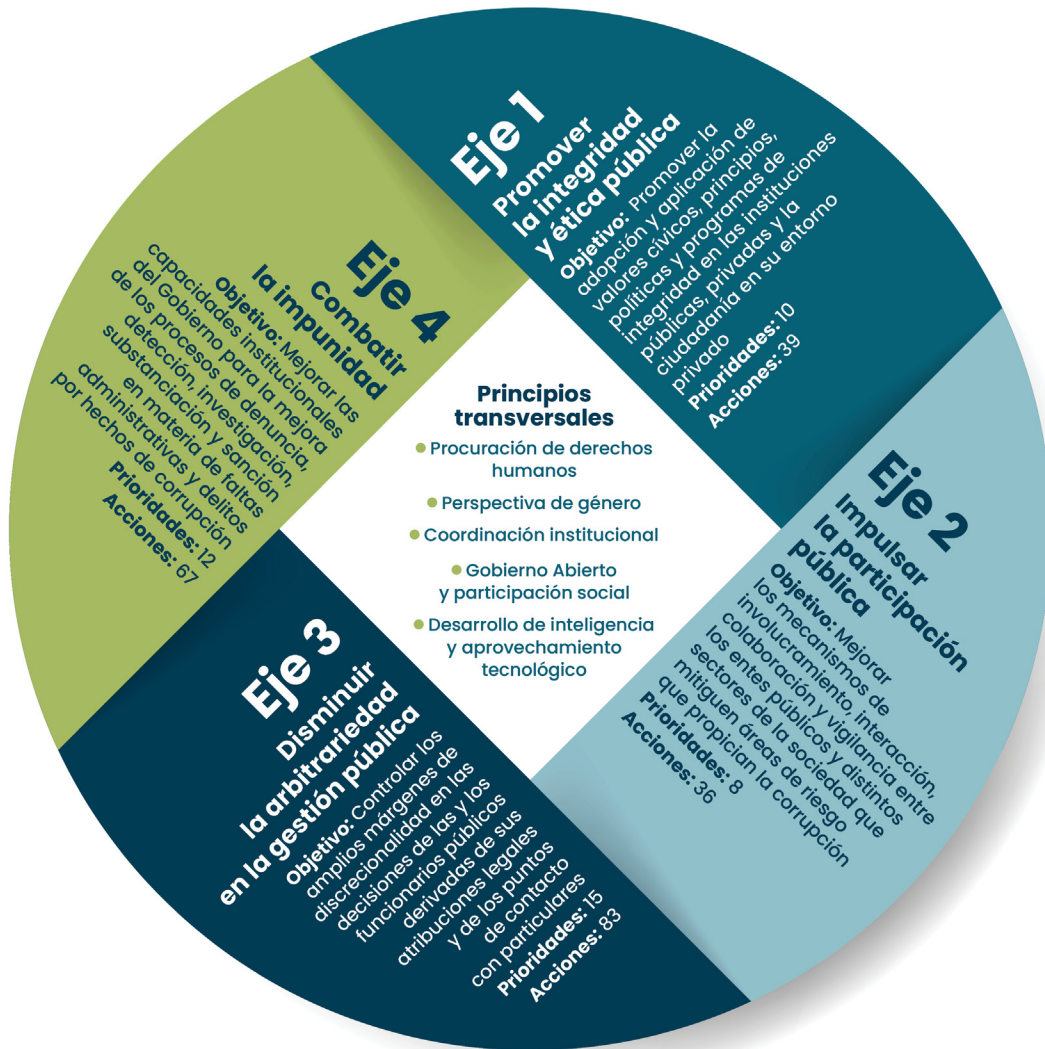 Eje 1
Promover
la integridad
y ética pública
Objetivo: Promover la
adopción y aplicación de
valores cívicos, principios,
políticas y programas de
integridad en las instituciones
públicas, privadas y la
ciudadanía en su entorno
privado
Prioridades: 10
Acciones: 39
Eje 2
Impulsar
la participación
pública
Objetivo: Mejorar
los mecanismos de
involucramiento, interacción,
colaboración y vigilancia entre
los entes públicos y distintos
sectores de la sociedad que
mitiguen áreas de riesgo
que propician la corrupción
Prioridades: 8
Acciones: 36
Eje 3
Disminuir
la arbitrariedad
en la gestión pública
Objetivo: Controlar los
amplios márgenes de
discrecionalidad en las
decisiones de las y los
funcionarios públicos
derivadas de sus
atribuciones legales
y de los puntos
de contacto
con particulares
Prioridades: 15
Acciones: 83
Eje 4
Combatir
la impunidad
Objetivo: Mejorar las
capacidades institucionales
del Gobierno para la mejora
de los procesos de denuncia,
detección, investigación,
substanciación y sanción
en materia de faltas
administrativas y delitos
por hechos de corrupción
Prioridades: 12
Acciones: 67
Principios
transversales
Procuración de derechos
humanos
Perspectiva de género
Coordinación institucional
Gobierno Abierto
y participación social
Desarrollo de inteligencia
y aprovechamiento
tecnológico